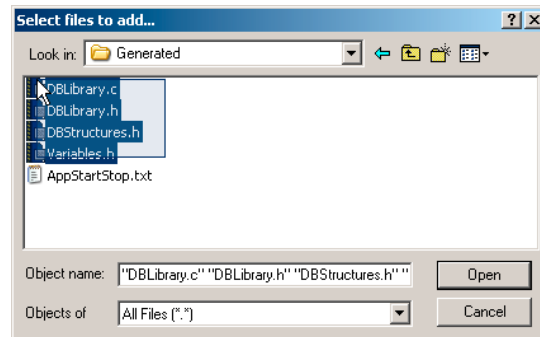 Select files to add...
Look in: Generated
DBLibrary.c
DBLibrary.h
DBStructures.h
Variables.h
AppStartStop.txt
Object name: "DBLibrary.c" "DBLibrary.h" "DBStructures.h" " Open
Objects of All Files (*.*) Cancel